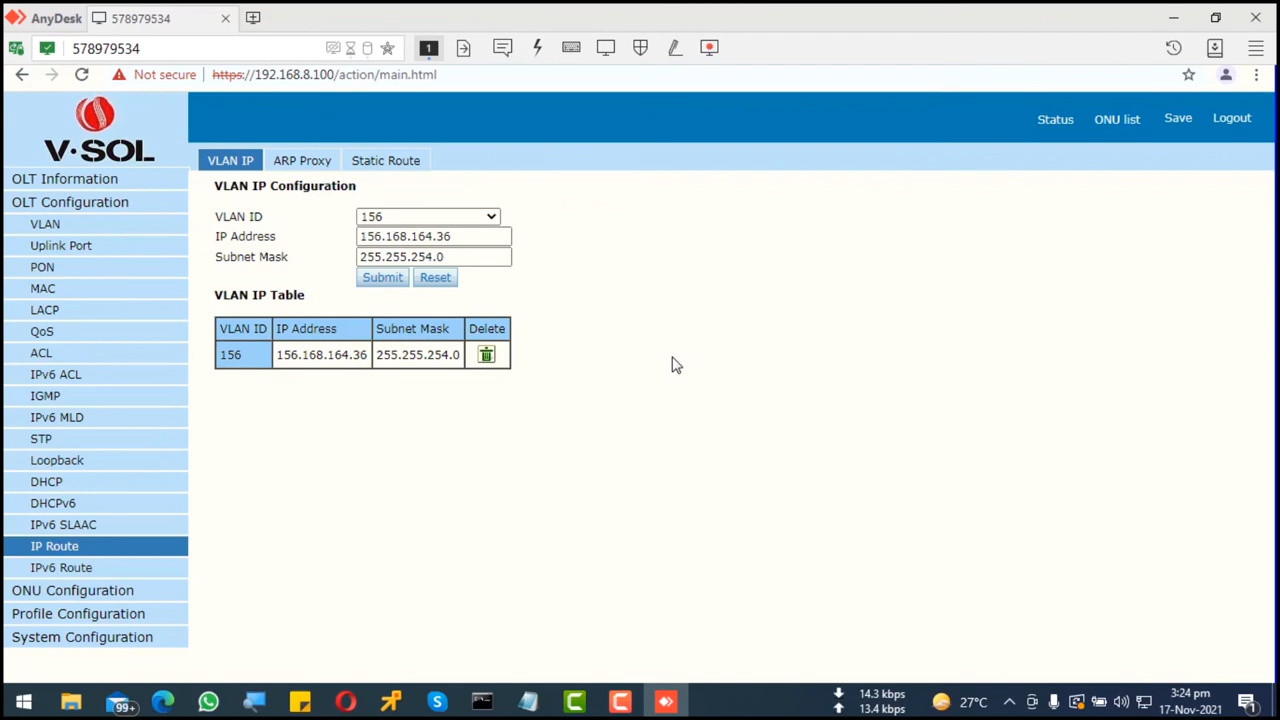 AnyDesk
578979534
578979534
1
Not secure
https://192.168.8.100/action/main.html
V·SOL
Status
ONU list
Save
Logout
VLAN IP
ARP Proxy
Static Route
OLT Information
OLT Configuration
VLAN
Uplink Port
PON
MAC
LACP
QoS
ACL
IPv6 ACL
IGMP
IPv6 MLD
STP
Loopback
DHCP
DHCPv6
IPv6 SLAAC
IP Route
IPv6 Route
ONU Configuration
Profile Configuration
System Configuration
VLAN IP Configuration
VLAN ID 156
IP Address 156.168.164.36
Subnet Mask 255.255.254.0
Submit Reset
VLAN IP Table
VLAN ID IP Address Subnet Mask Delete
156 156.168.164.36 255.255.254.0
99+
14.3 kbps
13.4 kbps
27°C
3:24 pm
17-Nov-2021
1